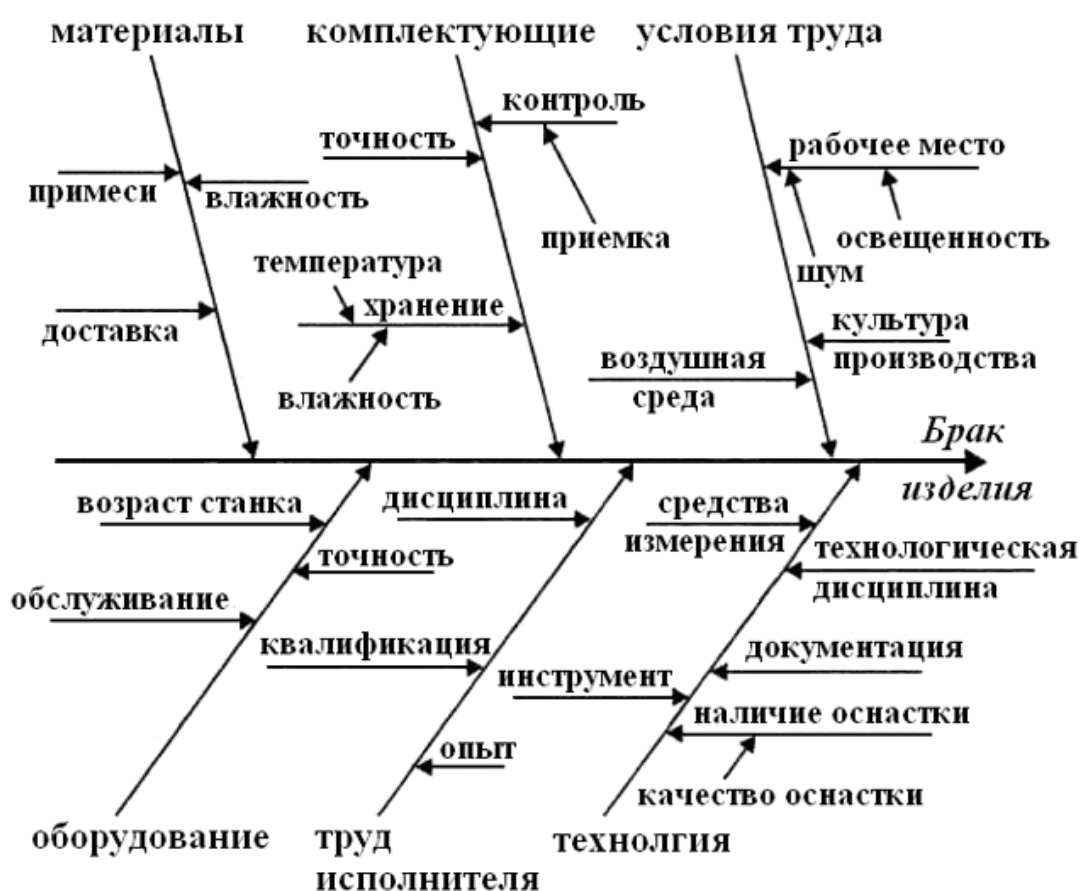 материалы
комплектующие
условия труда
контроль
точность
рабочее место
примеси
влажность
приемка
освещенность
шум
температура
хранение
доставка
культура
производства
воздушная
среда
влажность
Брак
изделия
возраст станка
дисциплина
средства
измерения
точность
технологическая
дисциплина
обслуживание
квалификация
документация
инструмент
наличие оснастки
опыт
качество оснастки
оборудование
труд
исполнителя
технолгия